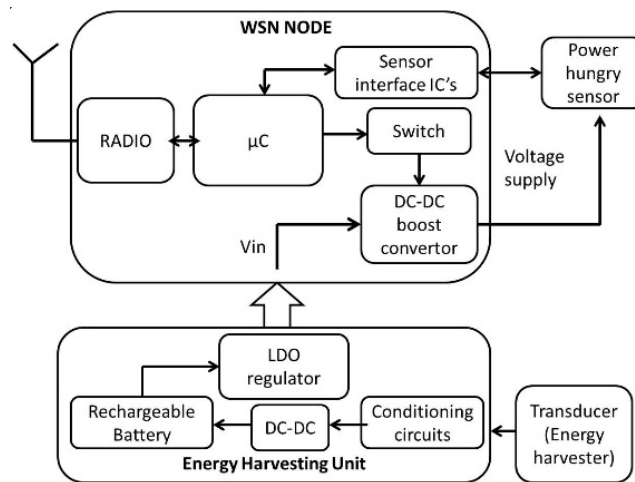 WSN NODE
Sensor
interface IC's
Power
hungry
sensor
RADIO
µC
Switch
Voltage
supply
DC-DC
boost
convertor
Vin
LDO
regulator
Rechargeable
Battery
DC-DC
Conditioning
circuits
Transducer
(Energy
harvester)
Energy Harvesting Unit